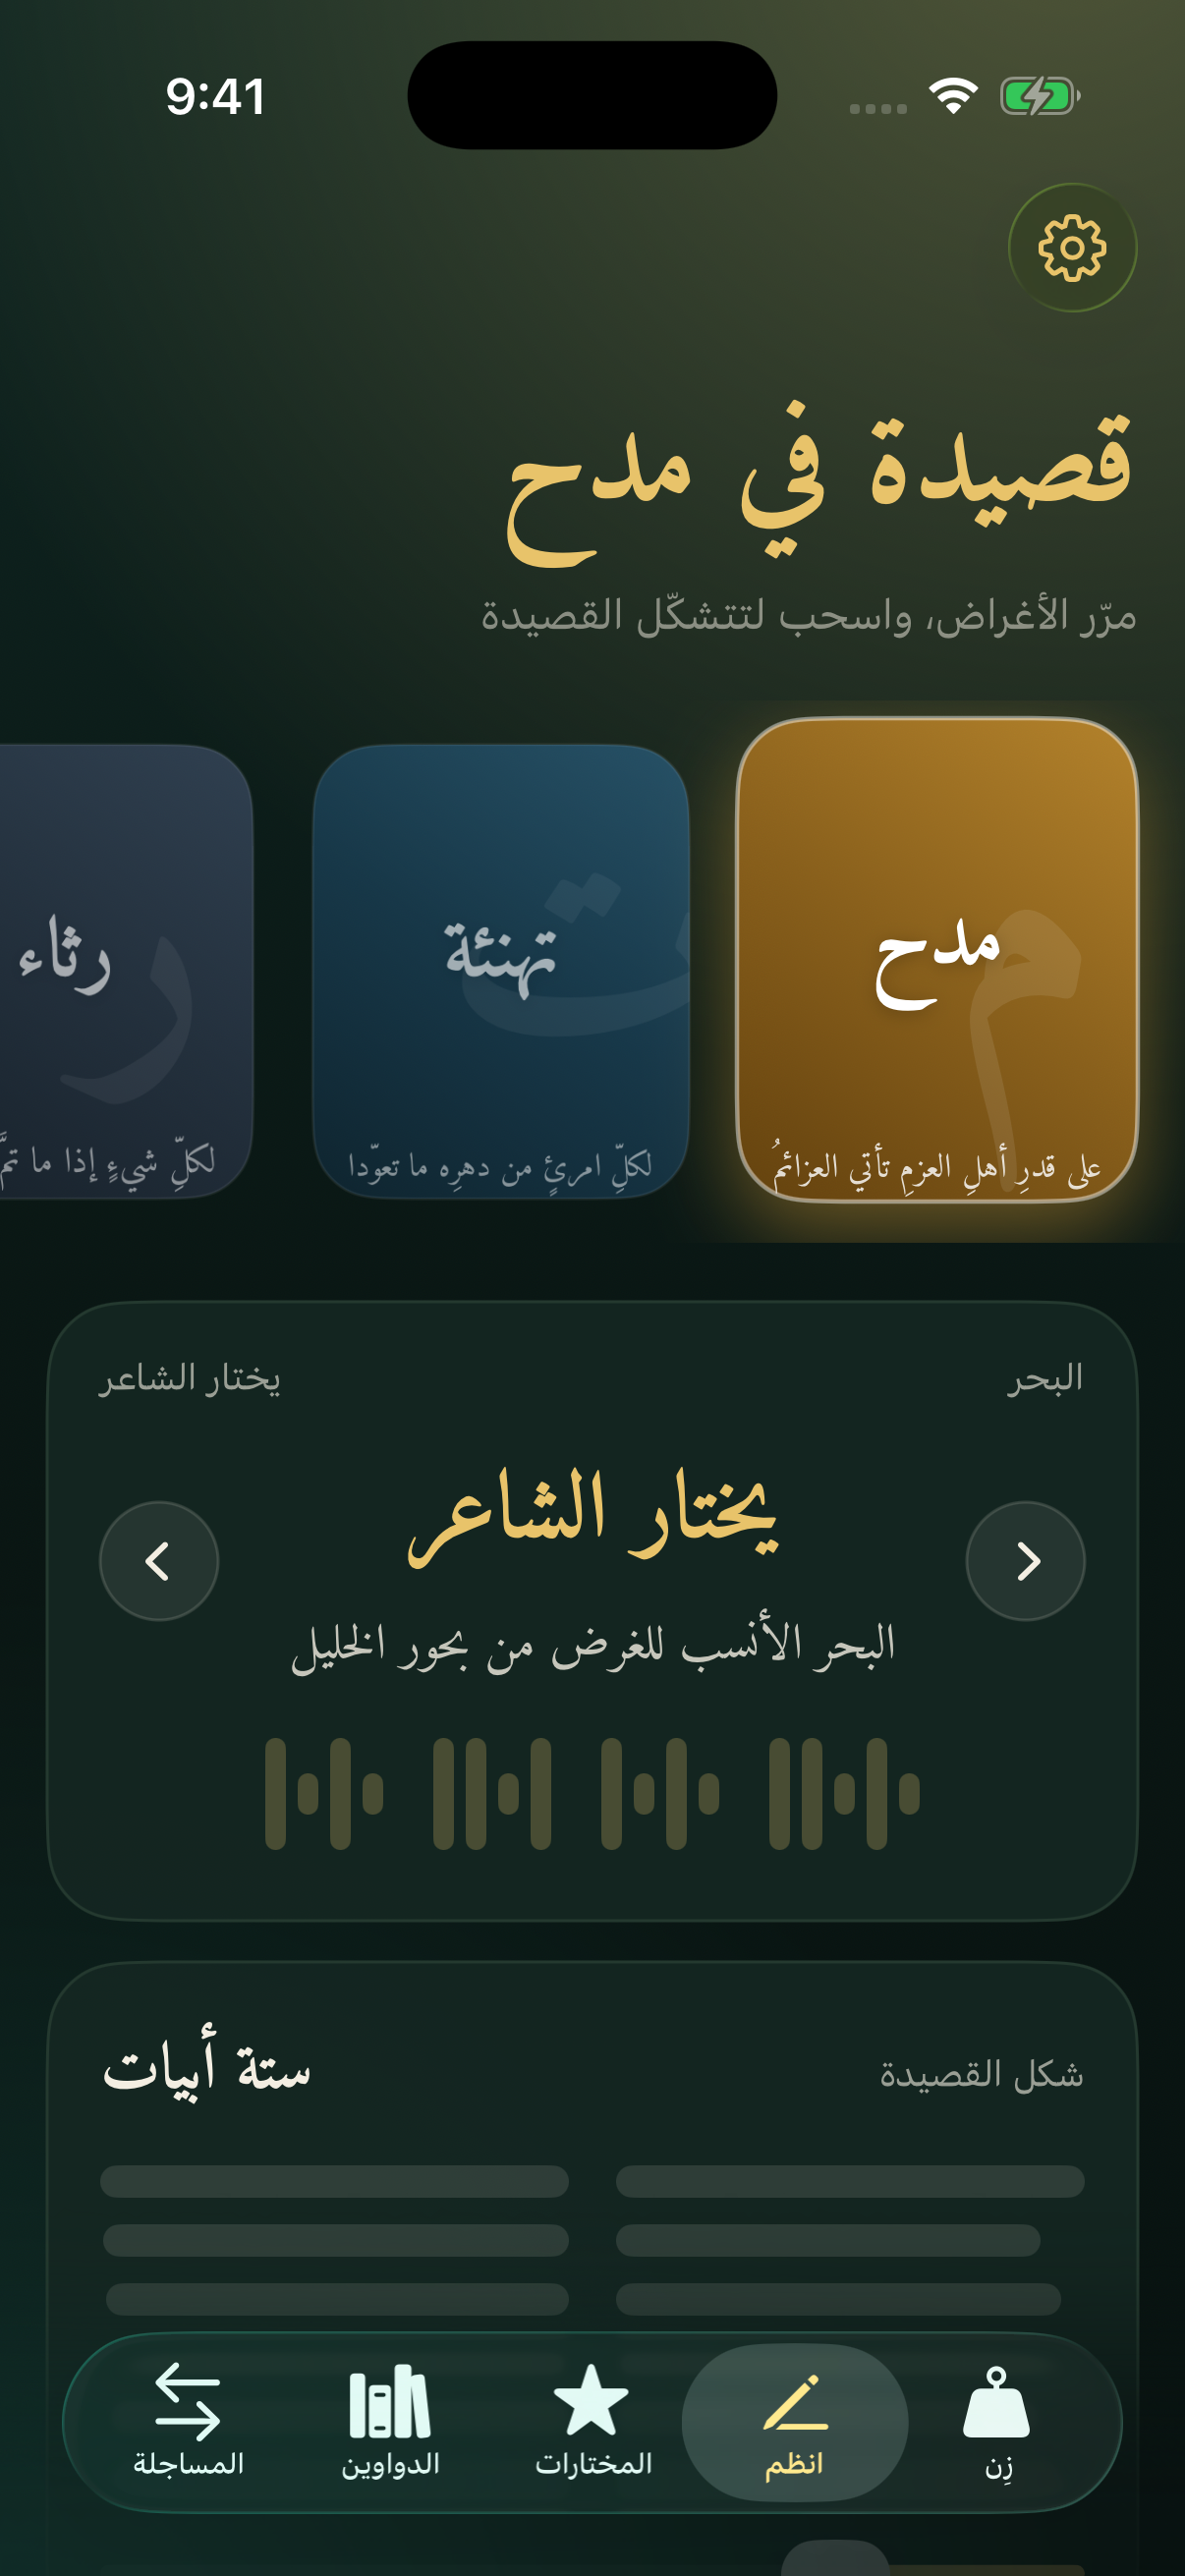 9:41
قصيدة في مدح
مرّر الأغراض، واسحب لتتشكّل القصيدة
م
مدح
على قدرِ أهلِ العزمِ تأتي العزائمُ
ت
تهنئة
لكلِّ امرئٍ من دهرِه ما تعوّدا
ر
رثاء
لكلِّ شيءٍ إذا ما تمَّ
البحر
يختار الشاعر
يختار الشاعر
البحر الأنسب للغرض من بحور الخليل
شكل القصيدة
ستة أبيات
زِن
انظم
المختارات
الدواوين
المساجلة